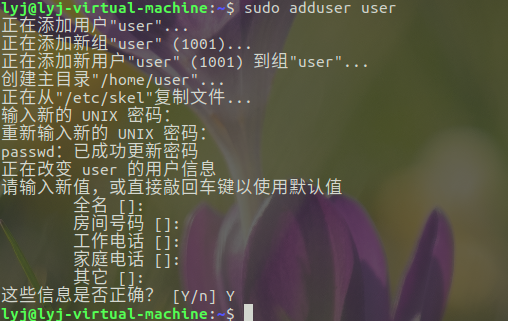 lyj@lyj-virtual-machine:~$ sudo adduser user
正在添加用户"user"...
正在添加新组"user" (1001)...
正在添加新用户"user" (1001) 到组"user"...
创建主目录"/home/user"...
正在从"/etc/skel"复制文件...
输入新的 UNIX 密码：
重新输入新的 UNIX 密码：
passwd：已成功更新密码
正在改变 user 的用户信息
请输入新值，或直接敲回车键以使用默认值
全名 []:
房间号码 []:
工作电话 []:
家庭电话 []:
其它 []:
这些信息是否正确？ [Y/n] Y
lyj@lyj-virtual-machine:~$